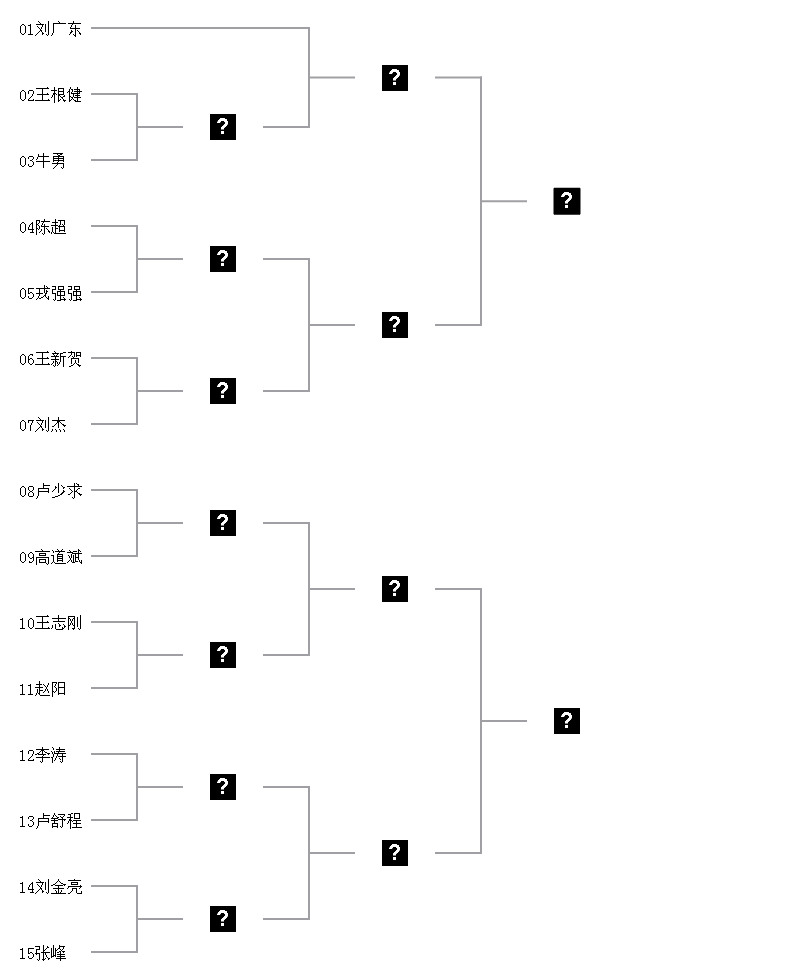 01刘广东
?
02王根健
?
03牛勇
?
04陈超
?
05戎强强
?
06王新贺
?
07刘杰
08卢少求
?
09高道斌
?
10王志刚
?
11赵阳
?
12李涛
?
13卢舒程
?
14刘金亮
?
15张峰